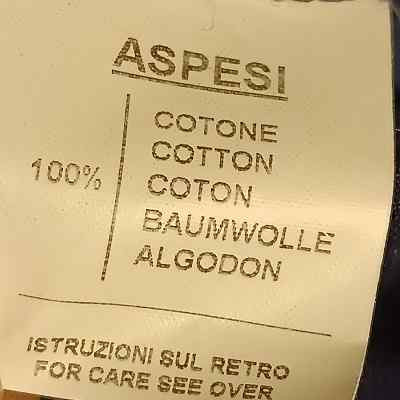 ASPESI
100%
COTONE
COTTON
COTON
BAUMWOLLE
ALGODON
ISTRUZIONI SUL RETRO
FOR CARE SEE OVER